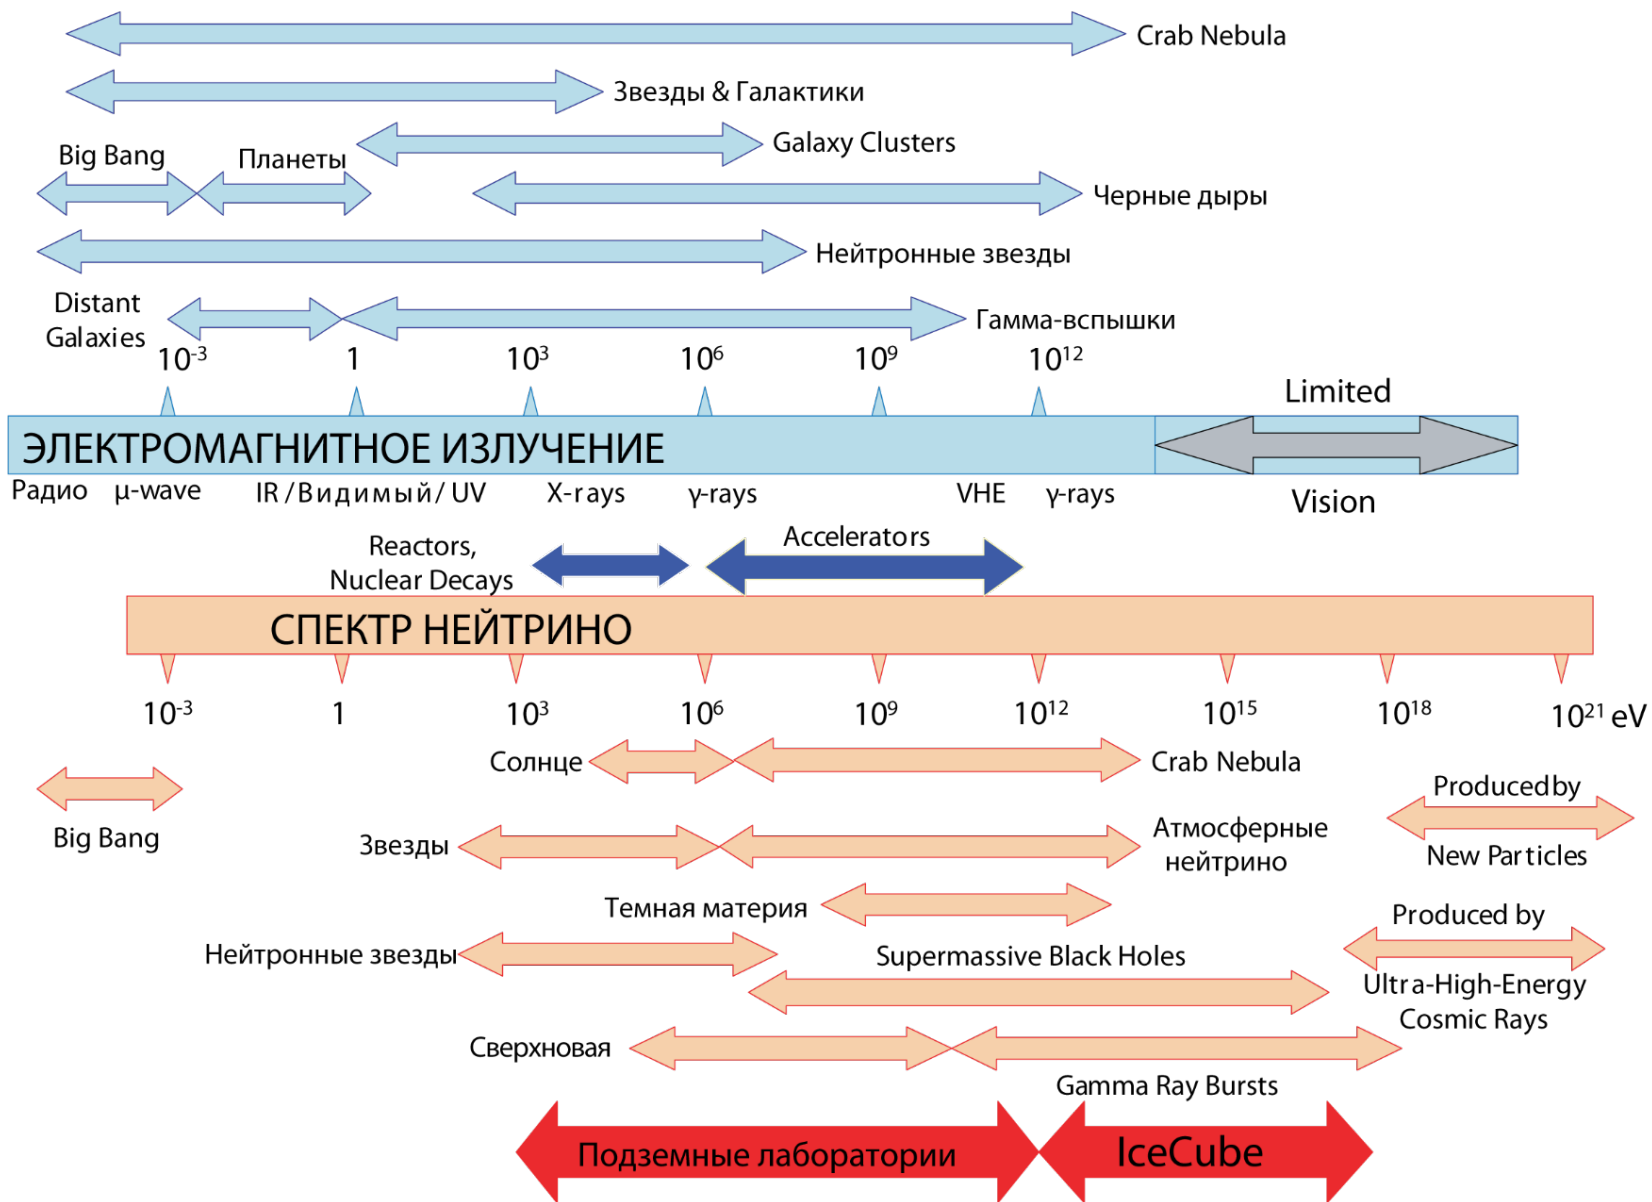 Crab Nebula
Звезды & Галактики
Galaxy Clusters
Big Bang
Планеты
Черные дыры
Нейтронные звезды
Distant
Galaxies
Гамма-вспышки
10⁻³ 1 10³ 10⁶ 10⁹ 10¹²
Limited
ЭЛЕКТРОМАГНИТНОЕ ИЗЛУЧЕНИЕ
Радио μ-wave IR / Видимый / UV X-rays γ-rays VHE γ-rays
Vision
Reactors,
Nuclear Decays
Accelerators
СПЕКТР НЕЙТРИНО
10⁻³ 1 10³ 10⁶ 10⁹ 10¹² 10¹⁵ 10¹⁸ 10²¹ eV
Солнце
Crab Nebula
Big Bang
Produced by
New Particles
Звезды
Атмосферные
нейтрино
Темная материя
Produced by
Ultra-High-Energy
Cosmic Rays
Нейтронные звезды
Supermassive Black Holes
Сверхновая
Gamma Ray Bursts
Подземные лаборатории
IceCube